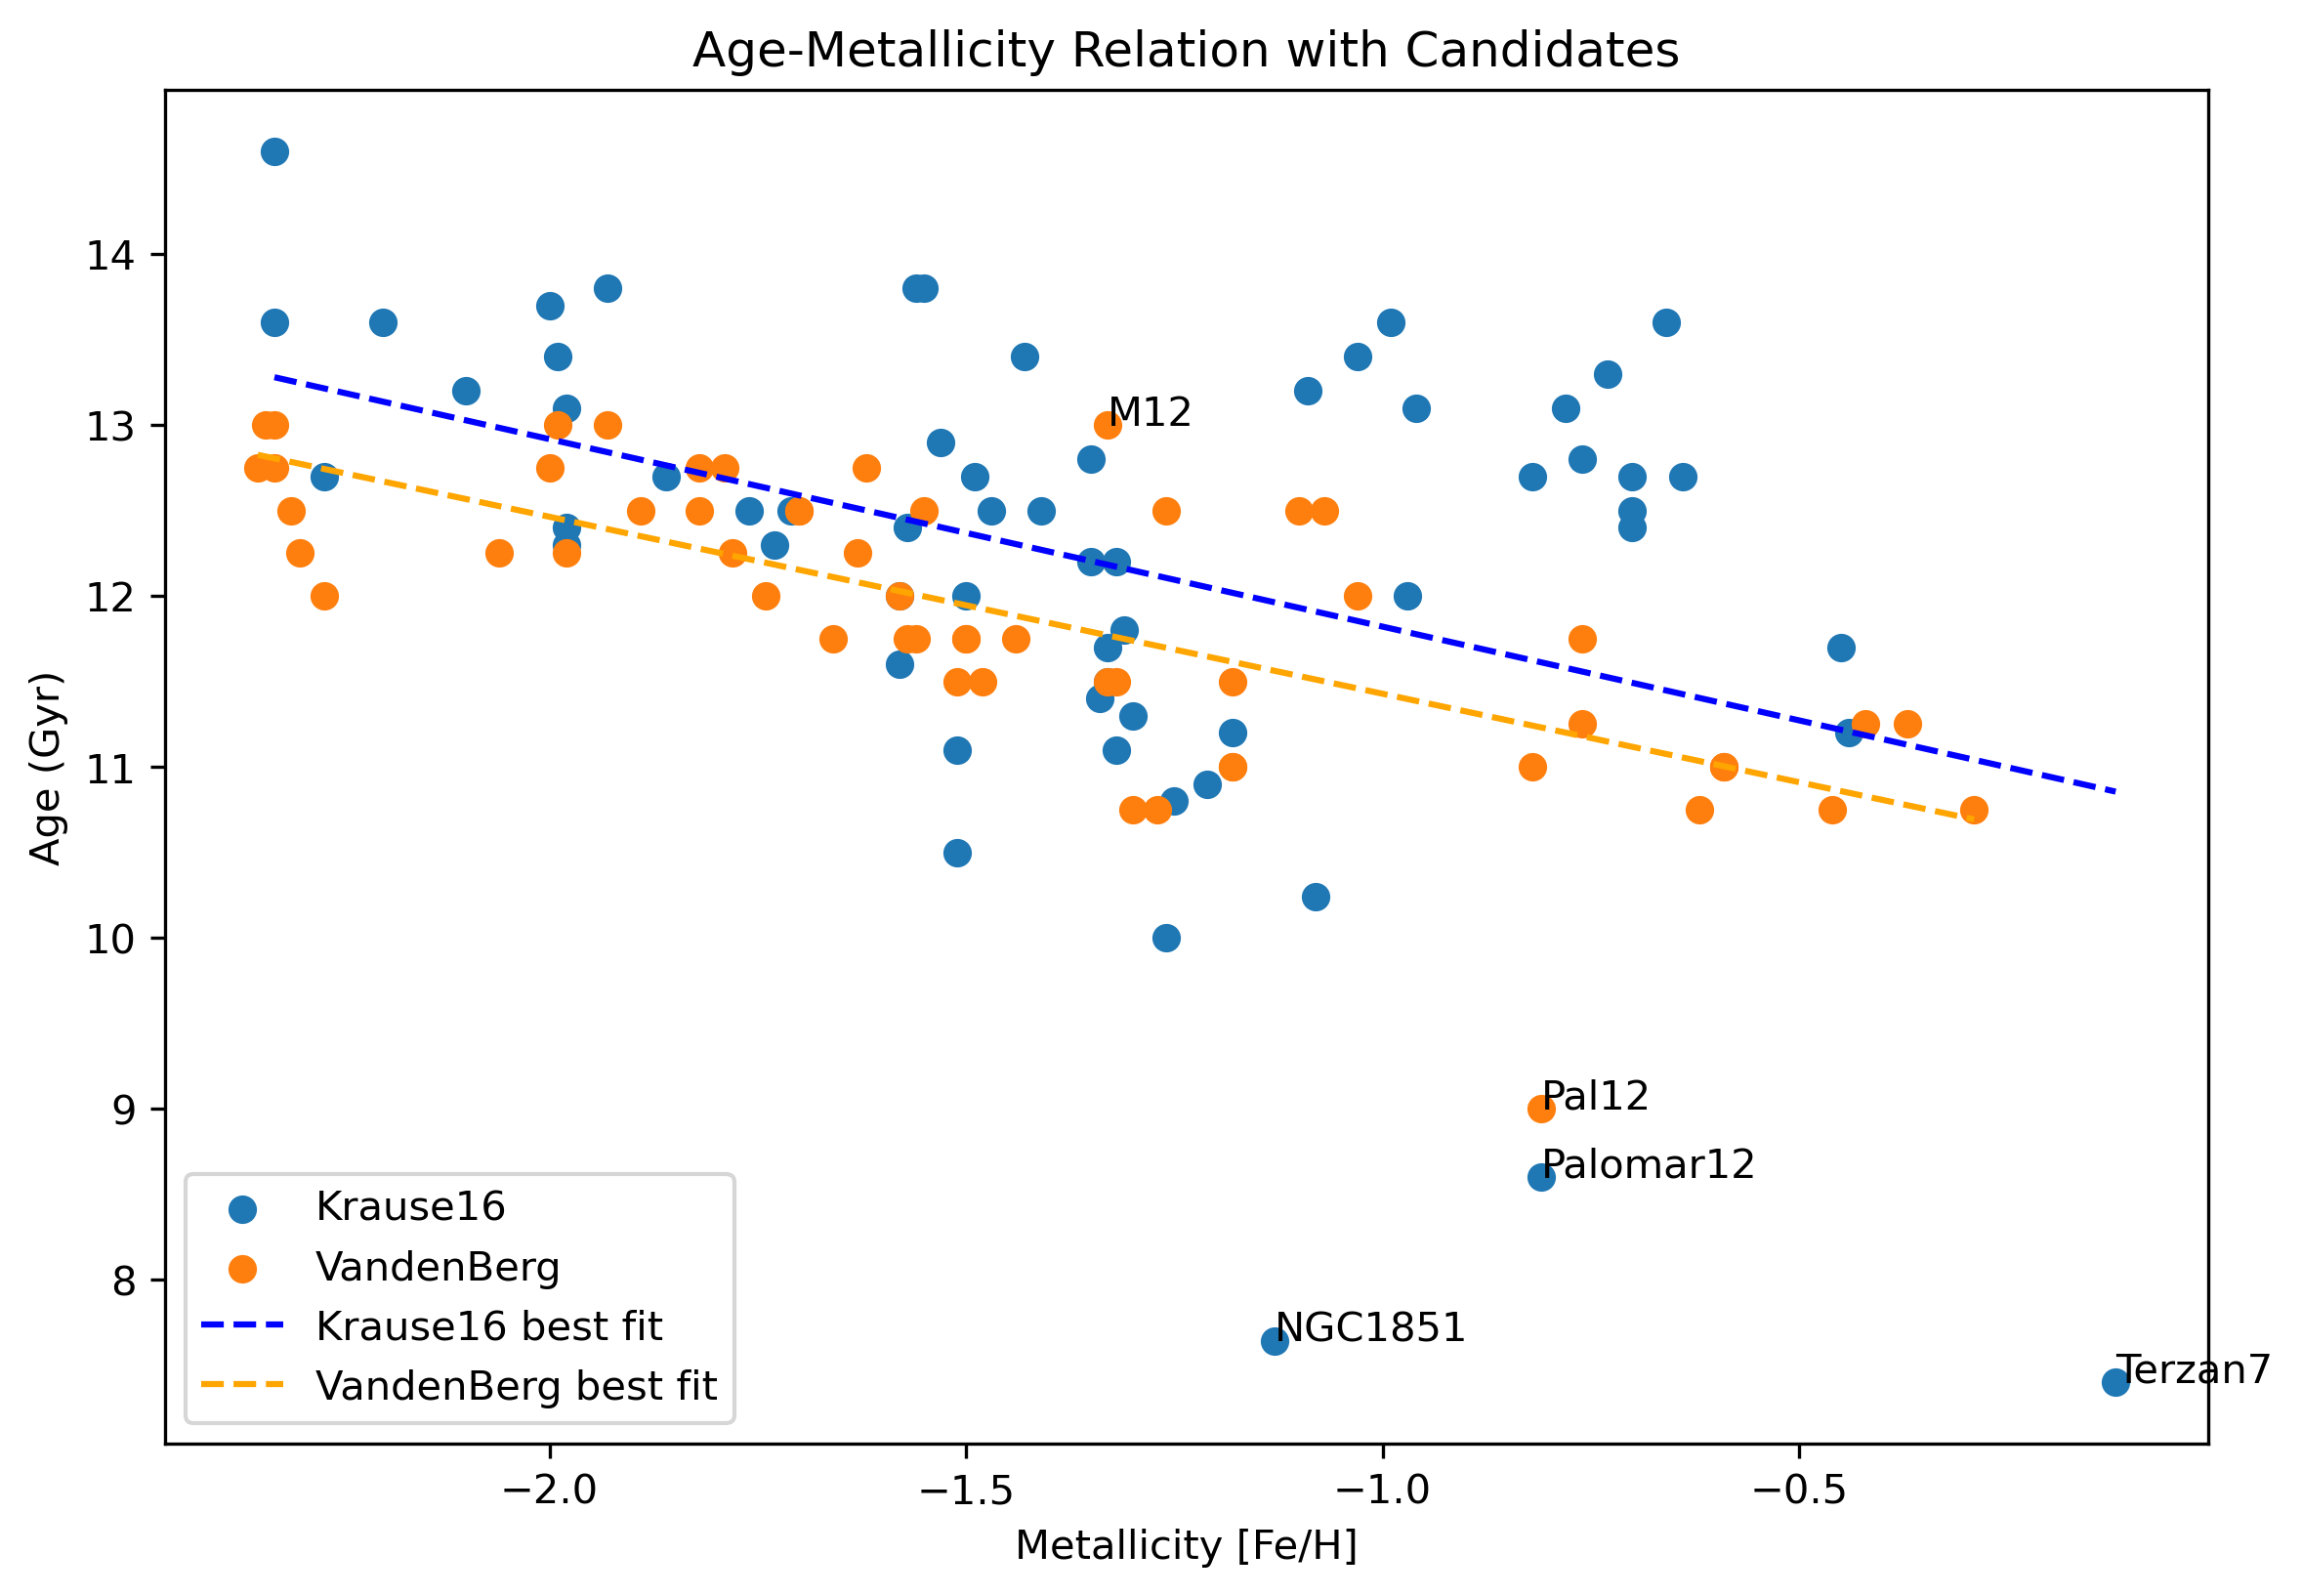 Age-Metallicity Relation with Candidates
14
13
12
11
10
9
8
Age (Gyr)
M12
Pal12
Palomar12
NGC1851
Terzan7
Krause16
VandenBerg
Krause16 best fit
VandenBerg best fit
−2.0 −1.5 −1.0 −0.5
Metallicity [Fe/H]